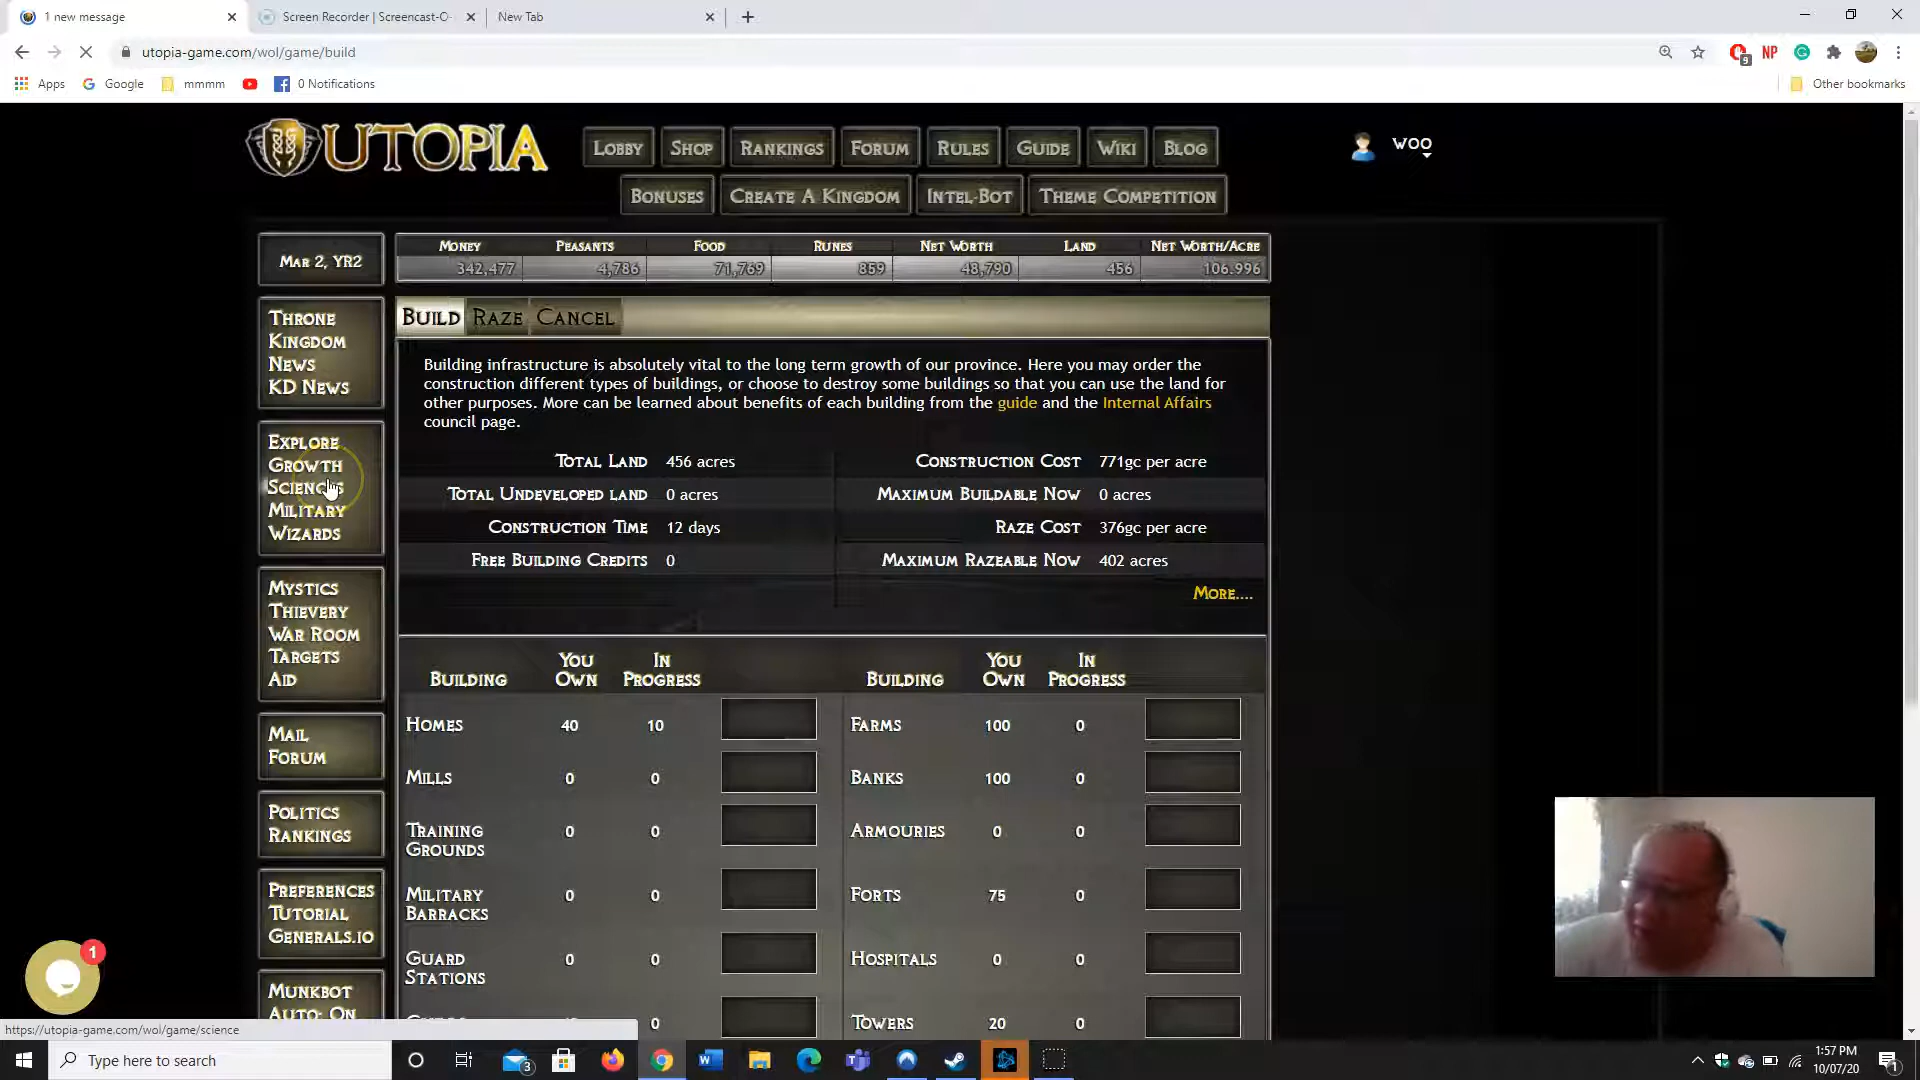 1 new message
Screen Recorder | Screencast-O-
New Tab
utopia-game.com/wol/game/build
9
NP
Apps
Google
mmmm
0 Notifications
Other bookmarks
UTOPIA
Lobby
Shop
Rankings
Forum
Rules
Guide
Wiki
Blog
woo
Bonuses
Create A Kingdom
Intel-Bot
Theme Competition
Mar 2, YR2
Money Peasants Food Runes Net Worth Land Net Worth/Acre
342,477 4,786 71,769 859 48,790 456 106.996
Throne
Kingdom
News
KD News
Explore
Growth
Sciences
Military
Wizards
Mystics
Thievery
War Room
Targets
Aid
Mail
Forum
Politics
Rankings
Preferences
Tutorial
Generals.io
Munkbot
Auto: On
Build Raze Cancel
Building infrastructure is absolutely vital to the long term growth of our province. Here you may order the
construction different types of buildings, or choose to destroy some buildings so that you can use the land for
other purposes. More can be learned about benefits of each building from the guide and the Internal Affairs
council page.
Total Land 456 acres Construction Cost 771gc per acre
Total Undeveloped land 0 acres Maximum Buildable Now 0 acres
Construction Time 12 days Raze Cost 376gc per acre
Free Building Credits 0 Maximum Razeable Now 402 acres
More....
Building You Own In Progress Building You Own In Progress
Homes 40 10 Farms 100 0
Mills 0 0 Banks 100 0
Training Grounds 0 0 Armouries 0 0
Military Barracks 0 0 Forts 75 0
Guard Stations 0 0 Hospitals 0 0
0 Towers 20 0
1
https://utopia-game.com/wol/game/science
Type here to search
3
1:57 PM
10/07/20
1